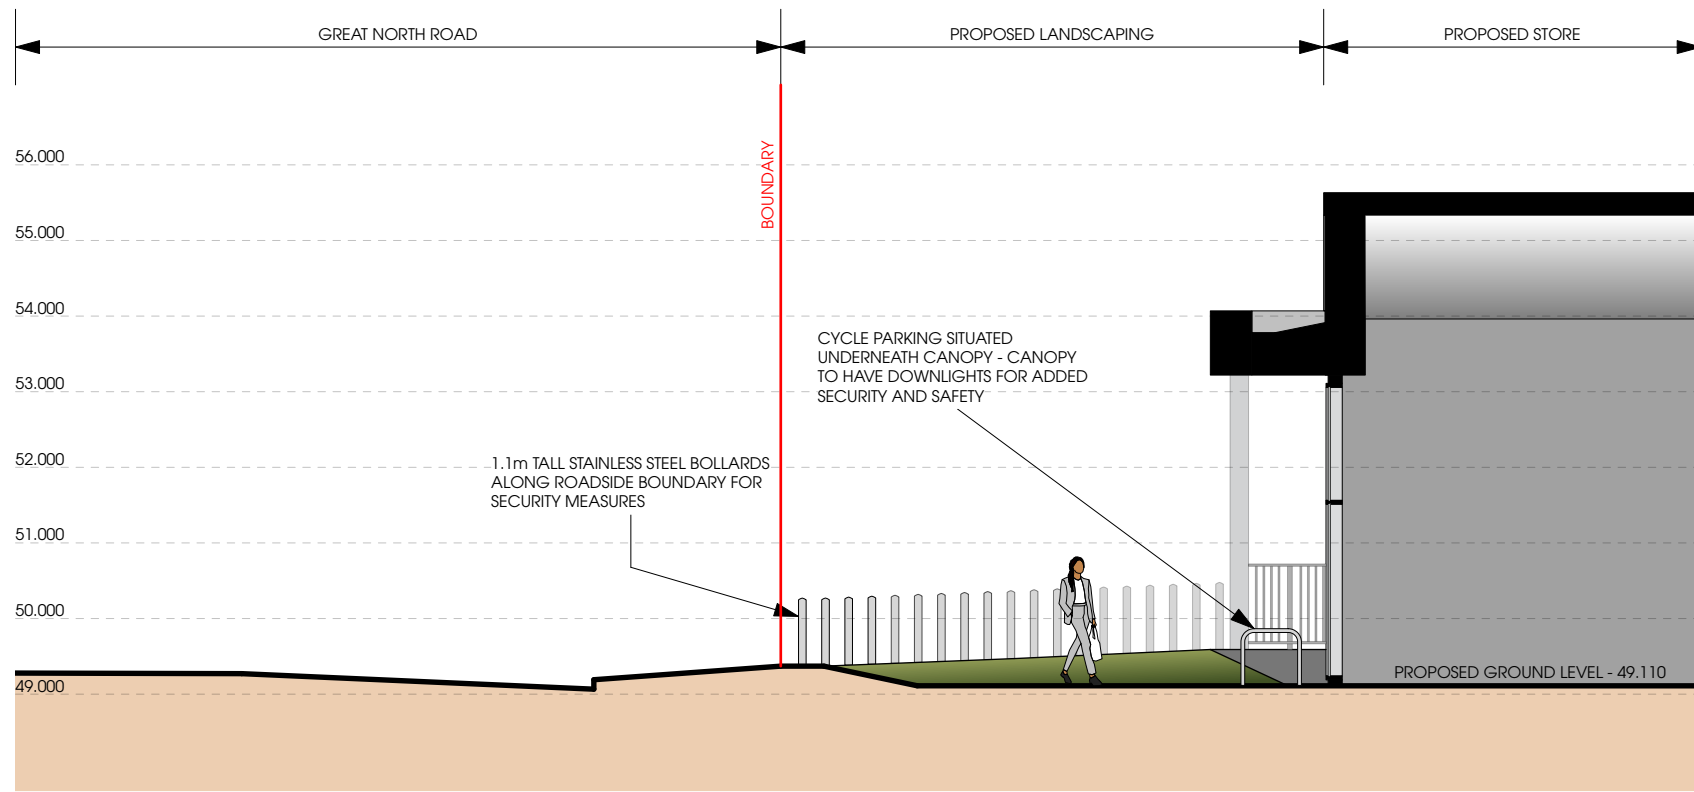 GREAT NORTH ROAD
PROPOSED LANDSCAPING
PROPOSED STORE
BOUNDARY
56.000
55.000
54.000
53.000
52.000
51.000
50.000
49.000
CYCLE PARKING SITUATED
UNDERNEATH CANOPY - CANOPY
TO HAVE DOWNLIGHTS FOR ADDED
SECURITY AND SAFETY
1.1m TALL STAINLESS STEEL BOLLARDS
ALONG ROADSIDE BOUNDARY FOR
SECURITY MEASURES
PROPOSED GROUND LEVEL - 49.110